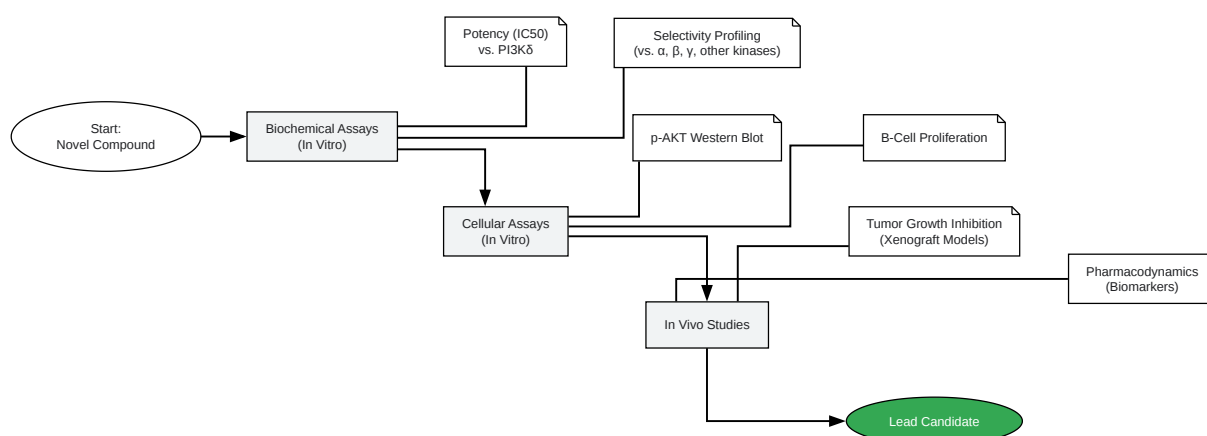 Potency (IC50)
vs. PI3Kδ
Selectivity Profiling
(vs. α, β, γ, other kinases)
Start:
Novel Compound
Biochemical Assays
(In Vitro)
p-AKT Western Blot
B-Cell Proliferation
Cellular Assays
(In Vitro)
Tumor Growth Inhibition
(Xenograft Models)
Pharmacodynamics
(Biomarkers)
In Vivo Studies
Lead Candidate